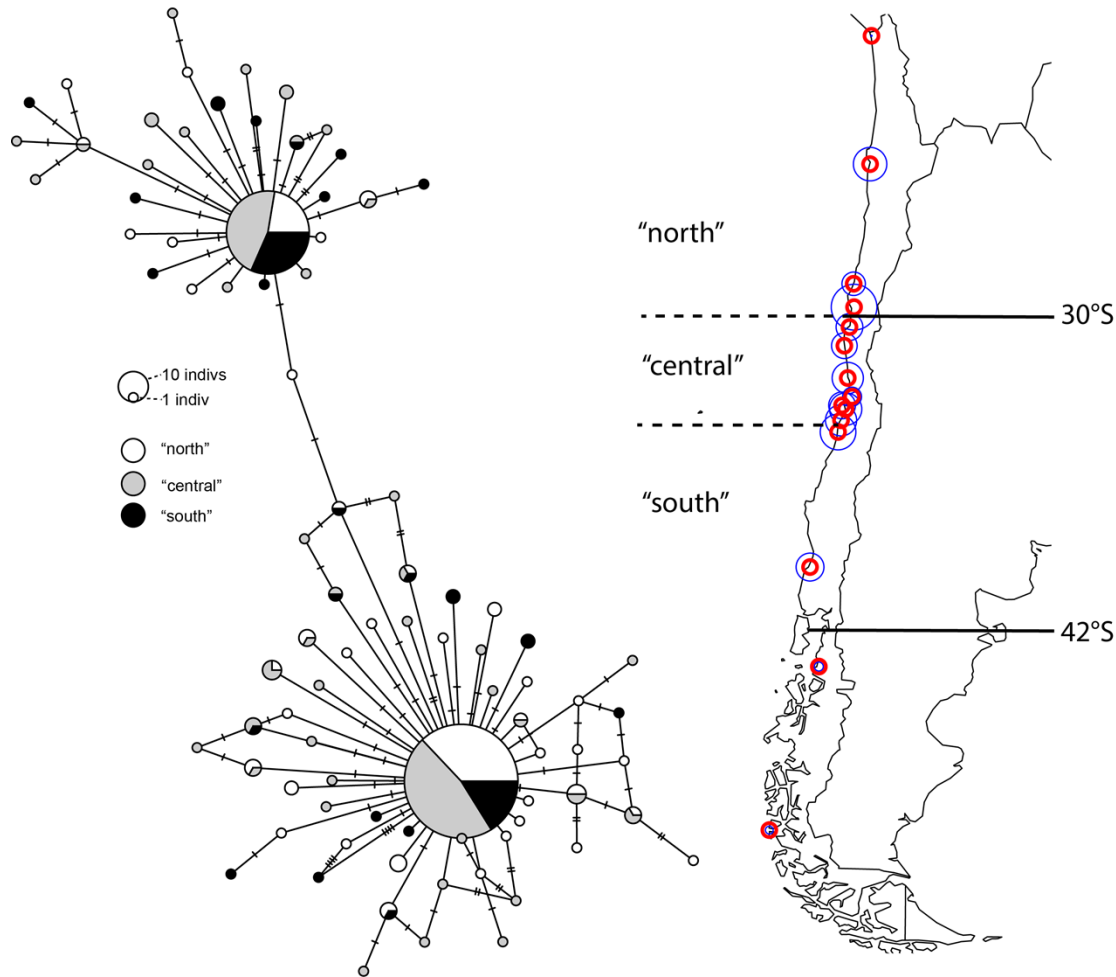 10 indivs
1 indiv
“north”
“central”
“south”
“north”
30°S
“central”
“south”
42°S